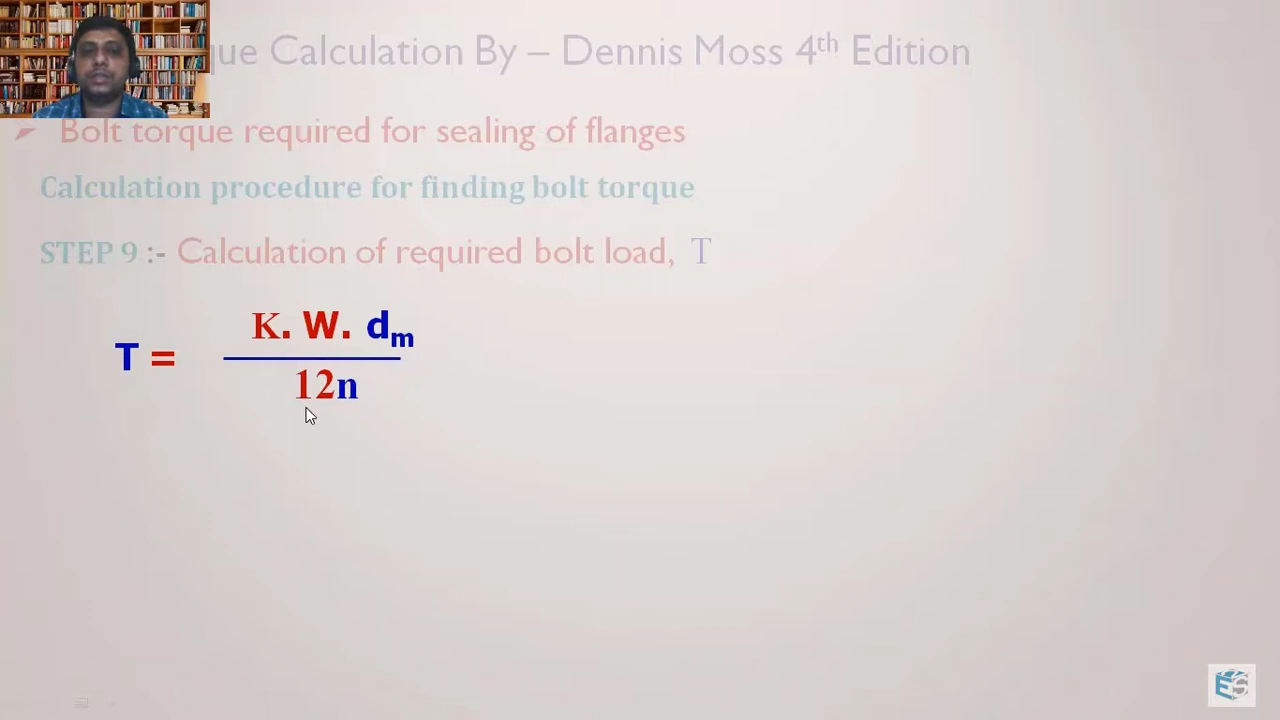 que Calculation By – Dennis Moss 4th Edition
Bolt torque required for sealing of flanges
Calculation procedure for finding bolt torque
STEP 9 :- Calculation of required bolt load, T
T = K. W. dm
12n
ES